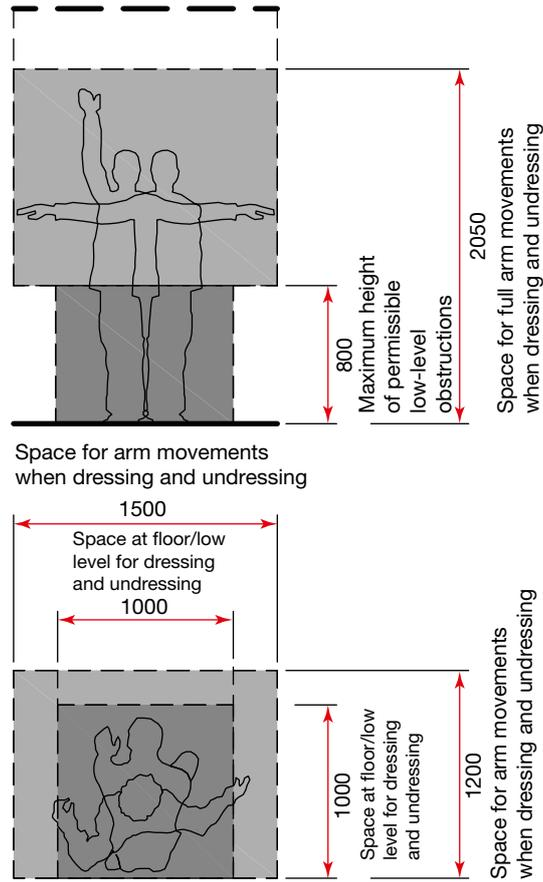 2050
Space for full arm movements
when dressing and undressing
800
Maximum height
of permissible
low-level
obstructions
Space for arm movements
when dressing and undressing
1500
Space at floor/low
level for dressing
and undressing
1000
1000
Space at floor/low
level for dressing
and undressing
1200
Space for arm movements
when dressing and undressing